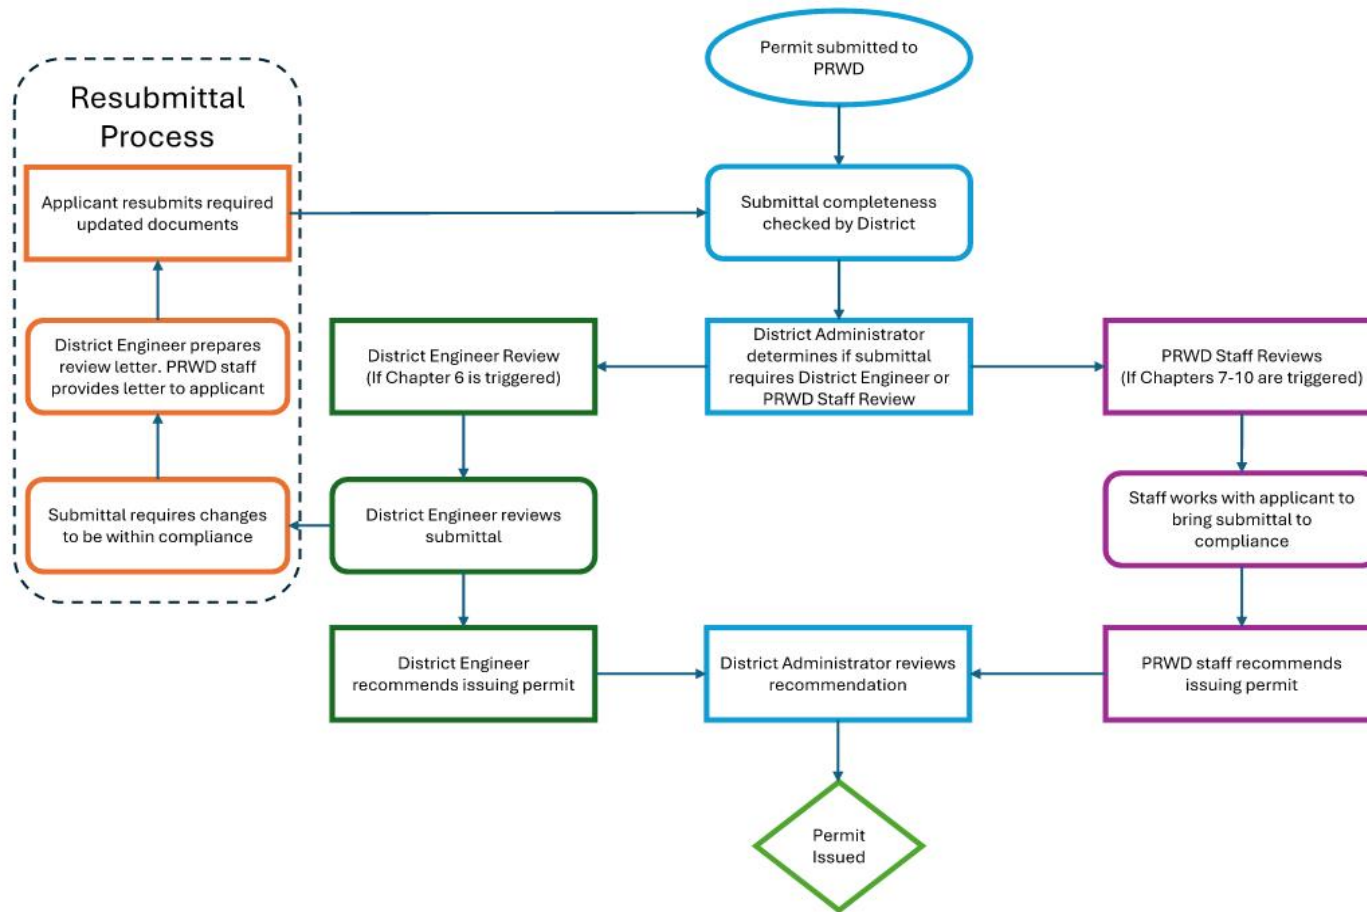 Permit submitted to
PRWD
Resubmittal
Process
Applicant resubmits required
updated documents
Submittal completeness
checked by District
District Engineer prepares
review letter. PRWD staff
provides letter to applicant
District Engineer Review
(If Chapter 6 is triggered)
District Administrator
determines if submittal
requires District Engineer or
PRWD Staff Review
PRWD Staff Reviews
(If Chapters 7-10 are triggered)
Submittal requires changes
to be within compliance
District Engineer reviews
submittal
Staff works with applicant to
bring submittal to
compliance
District Engineer
recommends issuing permit
District Administrator reviews
recommendation
PRWD staff recommends
issuing permit
Permit
Issued